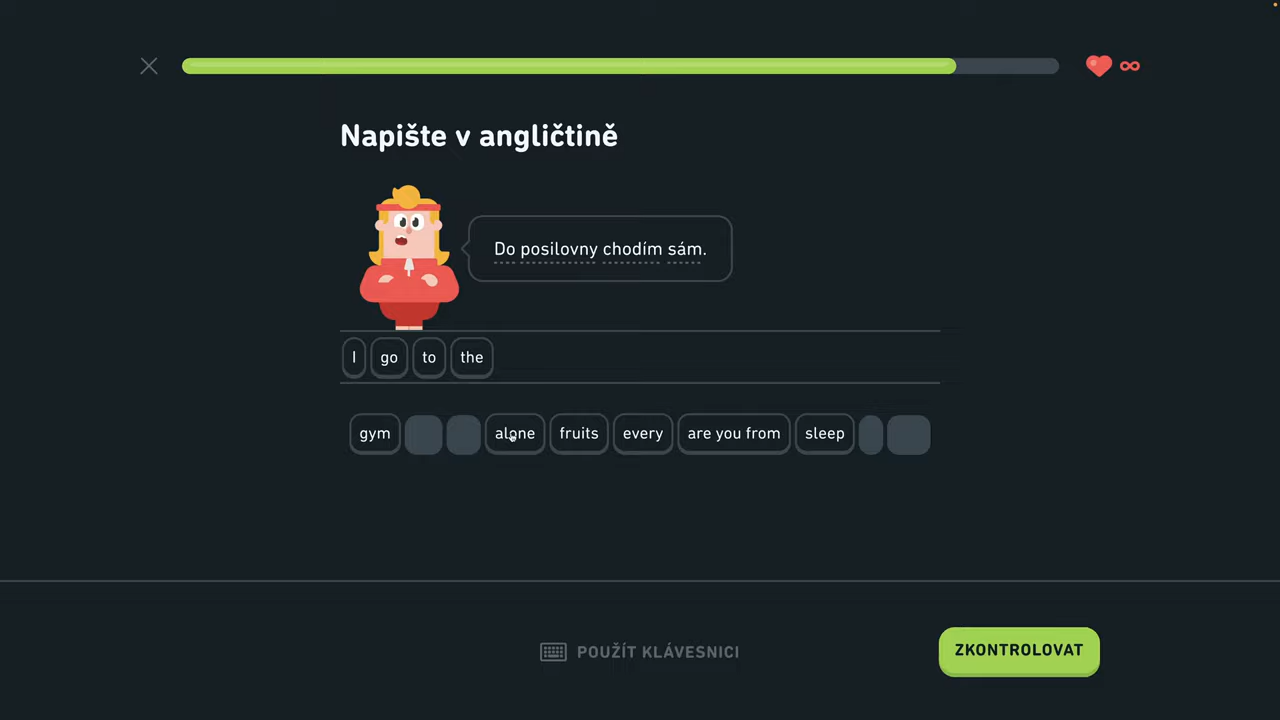 ∞
Napište v angličtině
Do posilovny chodím sám.
I go to the
gym alone fruits every are you from sleep
POUŽÍT KLÁVESNICI
ZKONTROLOVAT